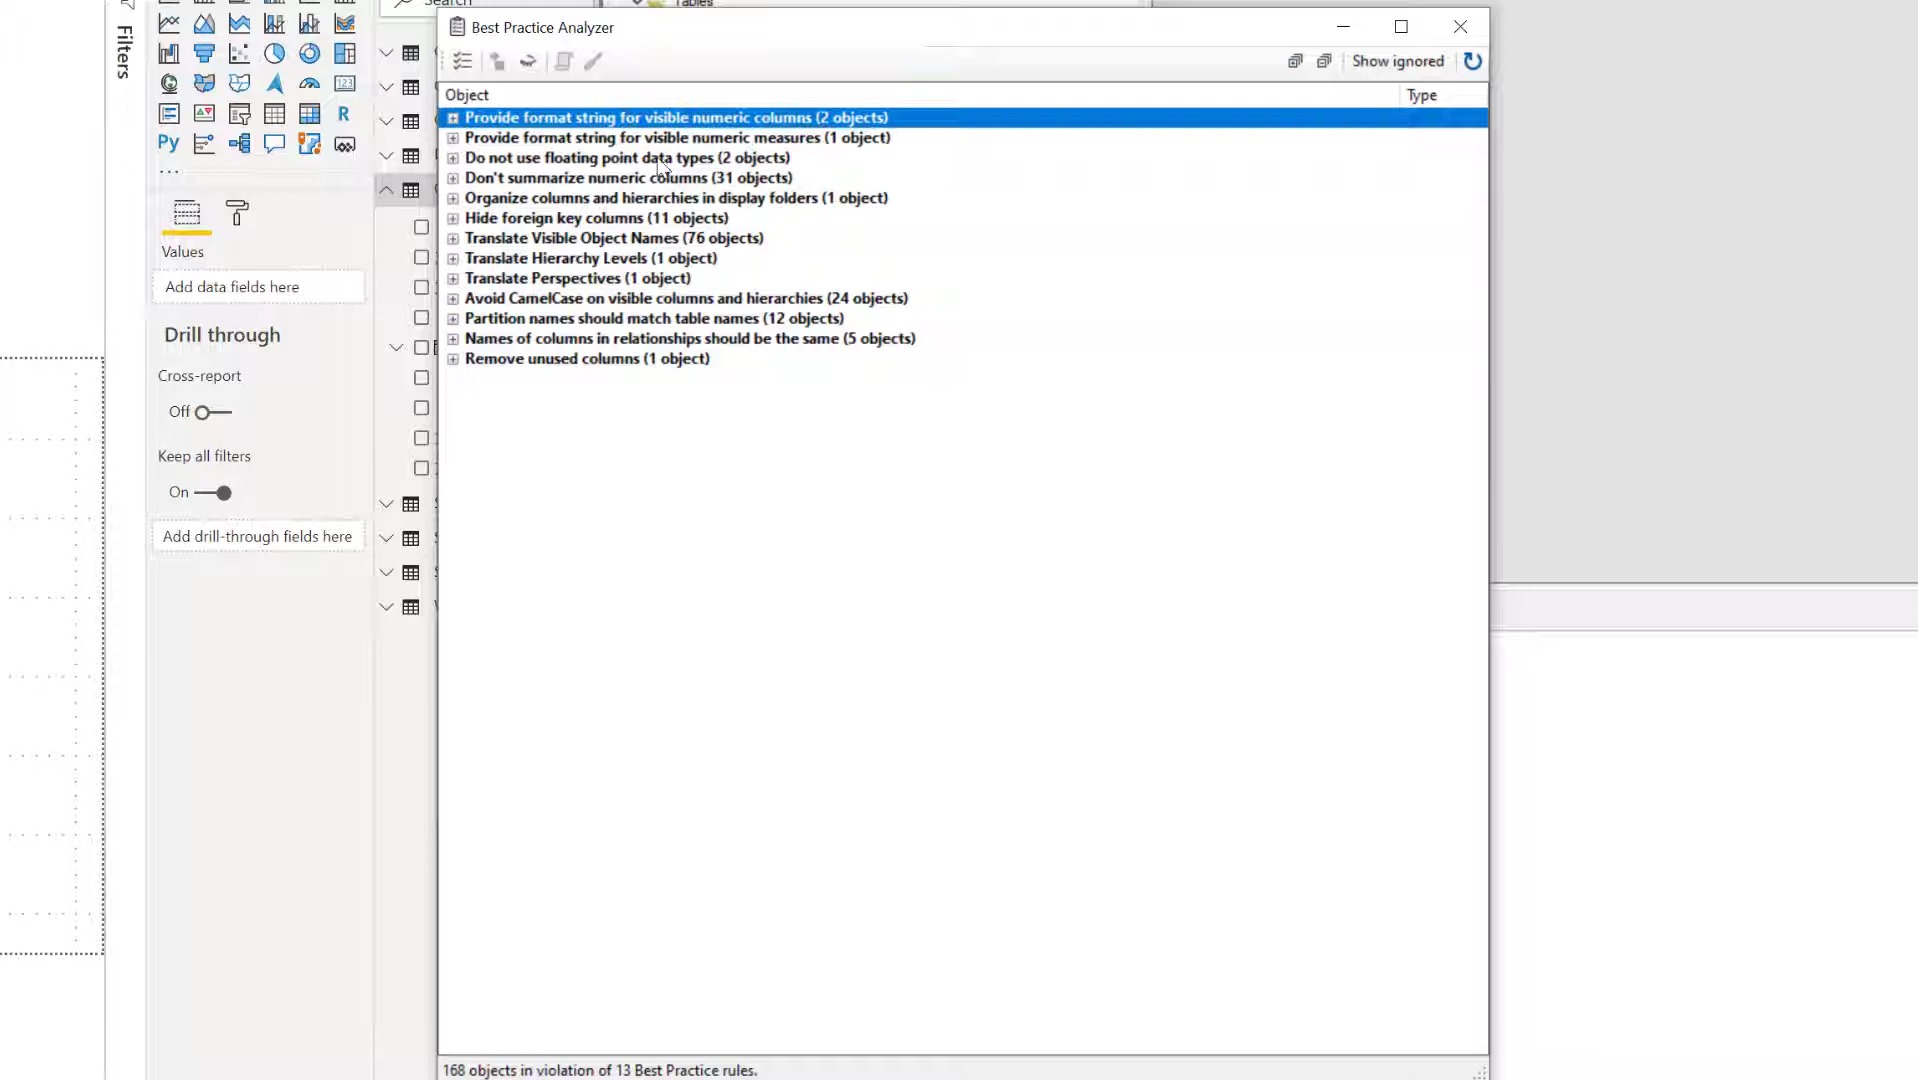 Filters
Search
Tables
Best Practice Analyzer
Show ignored
Object
Type
Provide format string for visible numeric columns (2 objects)
Provide format string for visible numeric measures (1 object)
Do not use floating point data types (2 objects)
Don't summarize numeric columns (31 objects)
Organize columns and hierarchies in display folders (1 object)
Hide foreign key columns (11 objects)
Translate Visible Object Names (76 objects)
Translate Hierarchy Levels (1 object)
Translate Perspectives (1 object)
Avoid CamelCase on visible columns and hierarchies (24 objects)
Partition names should match table names (12 objects)
Names of columns in relationships should be the same (5 objects)
Remove unused columns (1 object)
123
R
Py
...
Values
Add data fields here
Drill through
Cross-report
Off
Keep all filters
On
Add drill-through fields here
168 objects in violation of 13 Best Practice rules.